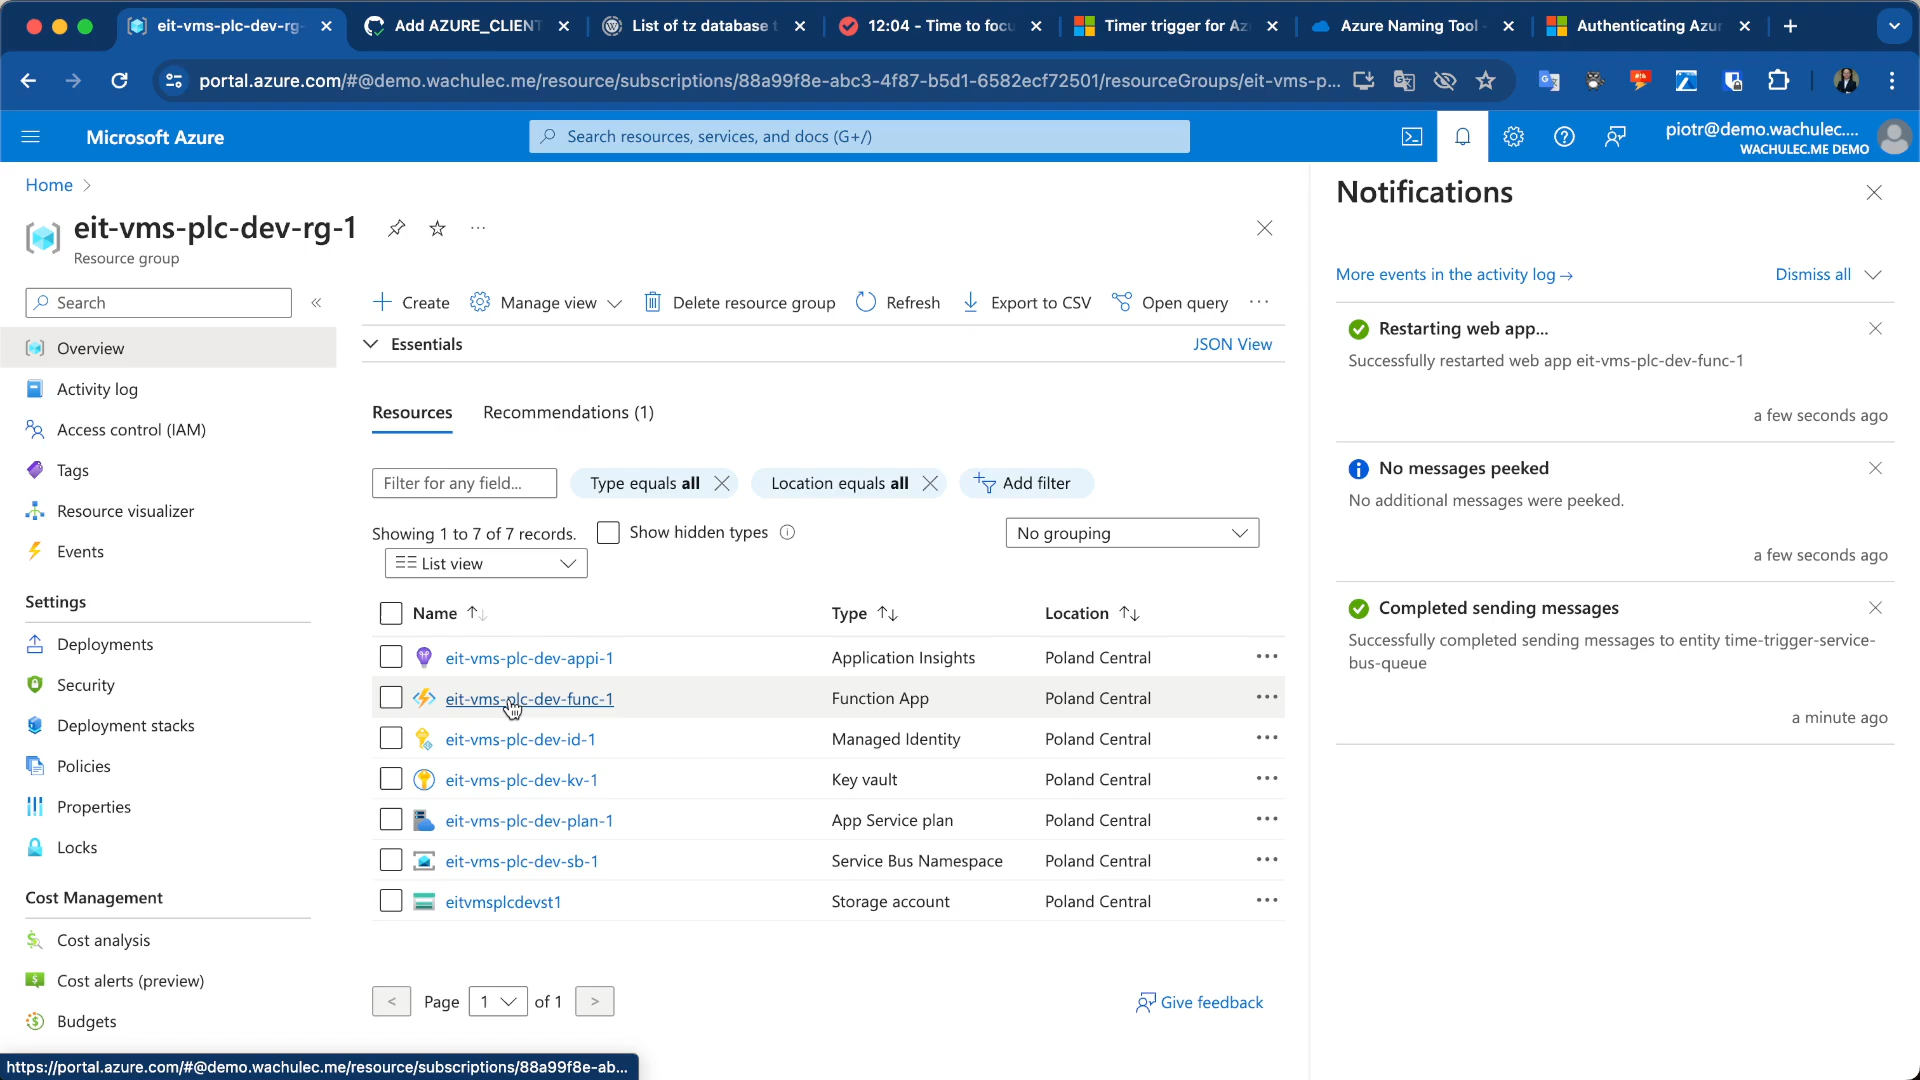 eit-vms-plc-dev-rg-
Add AZURE_CLIENT
List of tz database t
12:04 - Time to focu
Timer trigger for Az
Azure Naming Tool -
Authenticating Azur
portal.azure.com/#@demo.wachulec.me/resource/subscriptions/88a99f8e-abc3-4f87-b5d1-6582ecf72501/resourceGroups/eit-vms-p...
Microsoft Azure
Search resources, services, and docs (G+/)
piotr@demo.wachulec....
WACHULEC.ME DEMO
Home >
eit-vms-plc-dev-rg-1
Resource group
Search
Overview
Activity log
Access control (IAM)
Tags
Resource visualizer
Events
Settings
Deployments
Security
Deployment stacks
Policies
Properties
Locks
Cost Management
Cost analysis
Cost alerts (preview)
Budgets
Create
Manage view
Delete resource group
Refresh
Export to CSV
Open query
Essentials
JSON View
Resources
Recommendations (1)
Filter for any field...
Type equals all
Location equals all
Add filter
Showing 1 to 7 of 7 records.
Show hidden types
No grouping
List view
Name
Type
Location
eit-vms-plc-dev-appi-1 Application Insights Poland Central
eit-vms-plc-dev-func-1 Function App Poland Central
eit-vms-plc-dev-id-1 Managed Identity Poland Central
eit-vms-plc-dev-kv-1 Key vault Poland Central
eit-vms-plc-dev-plan-1 App Service plan Poland Central
eit-vms-plc-dev-sb-1 Service Bus Namespace Poland Central
eitvmsplcdevst1 Storage account Poland Central
< Page 1 of 1 >
Give feedback
Notifications
More events in the activity log →
Dismiss all
Restarting web app...
Successfully restarted web app eit-vms-plc-dev-func-1
a few seconds ago
No messages peeked
No additional messages were peeked.
a few seconds ago
Completed sending messages
Successfully completed sending messages to entity time-trigger-service-
bus-queue
a minute ago
https://portal.azure.com/#@demo.wachulec.me/resource/subscriptions/88a99f8e-ab...